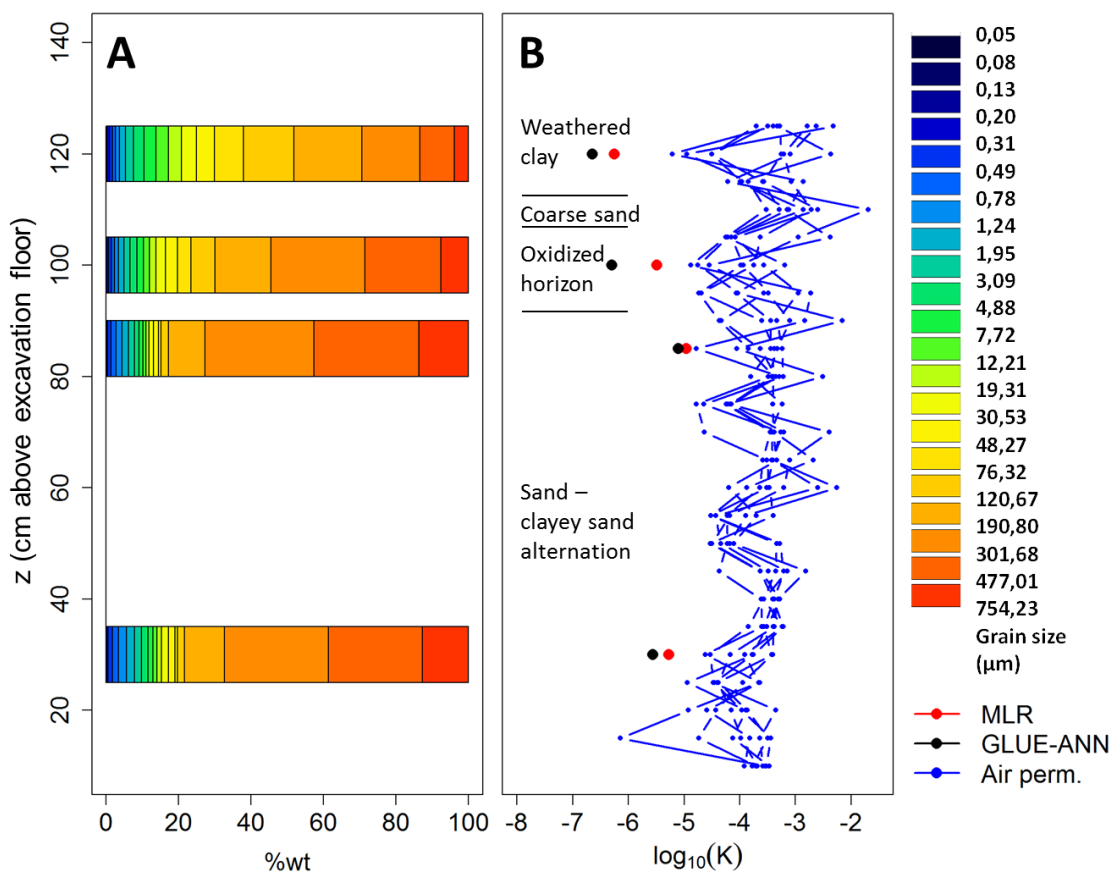 A
B
140
120
100
80
60
40
20
z (cm above excavation floor)
0
20
40
60
80
100
%wt
Weathered
clay
Coarse sand
Oxidized
horizon
Sand –
clayey sand
alternation
-8
-7
-6
-5
-4
-3
-2
log₁₀(K)
0,05
0,08
0,13
0,20
0,31
0,49
0,78
1,24
1,95
3,09
4,88
7,72
12,21
19,31
30,53
48,27
76,32
120,67
190,80
301,68
477,01
754,23
Grain size
(µm)
MLR
GLUE-ANN
Air perm.